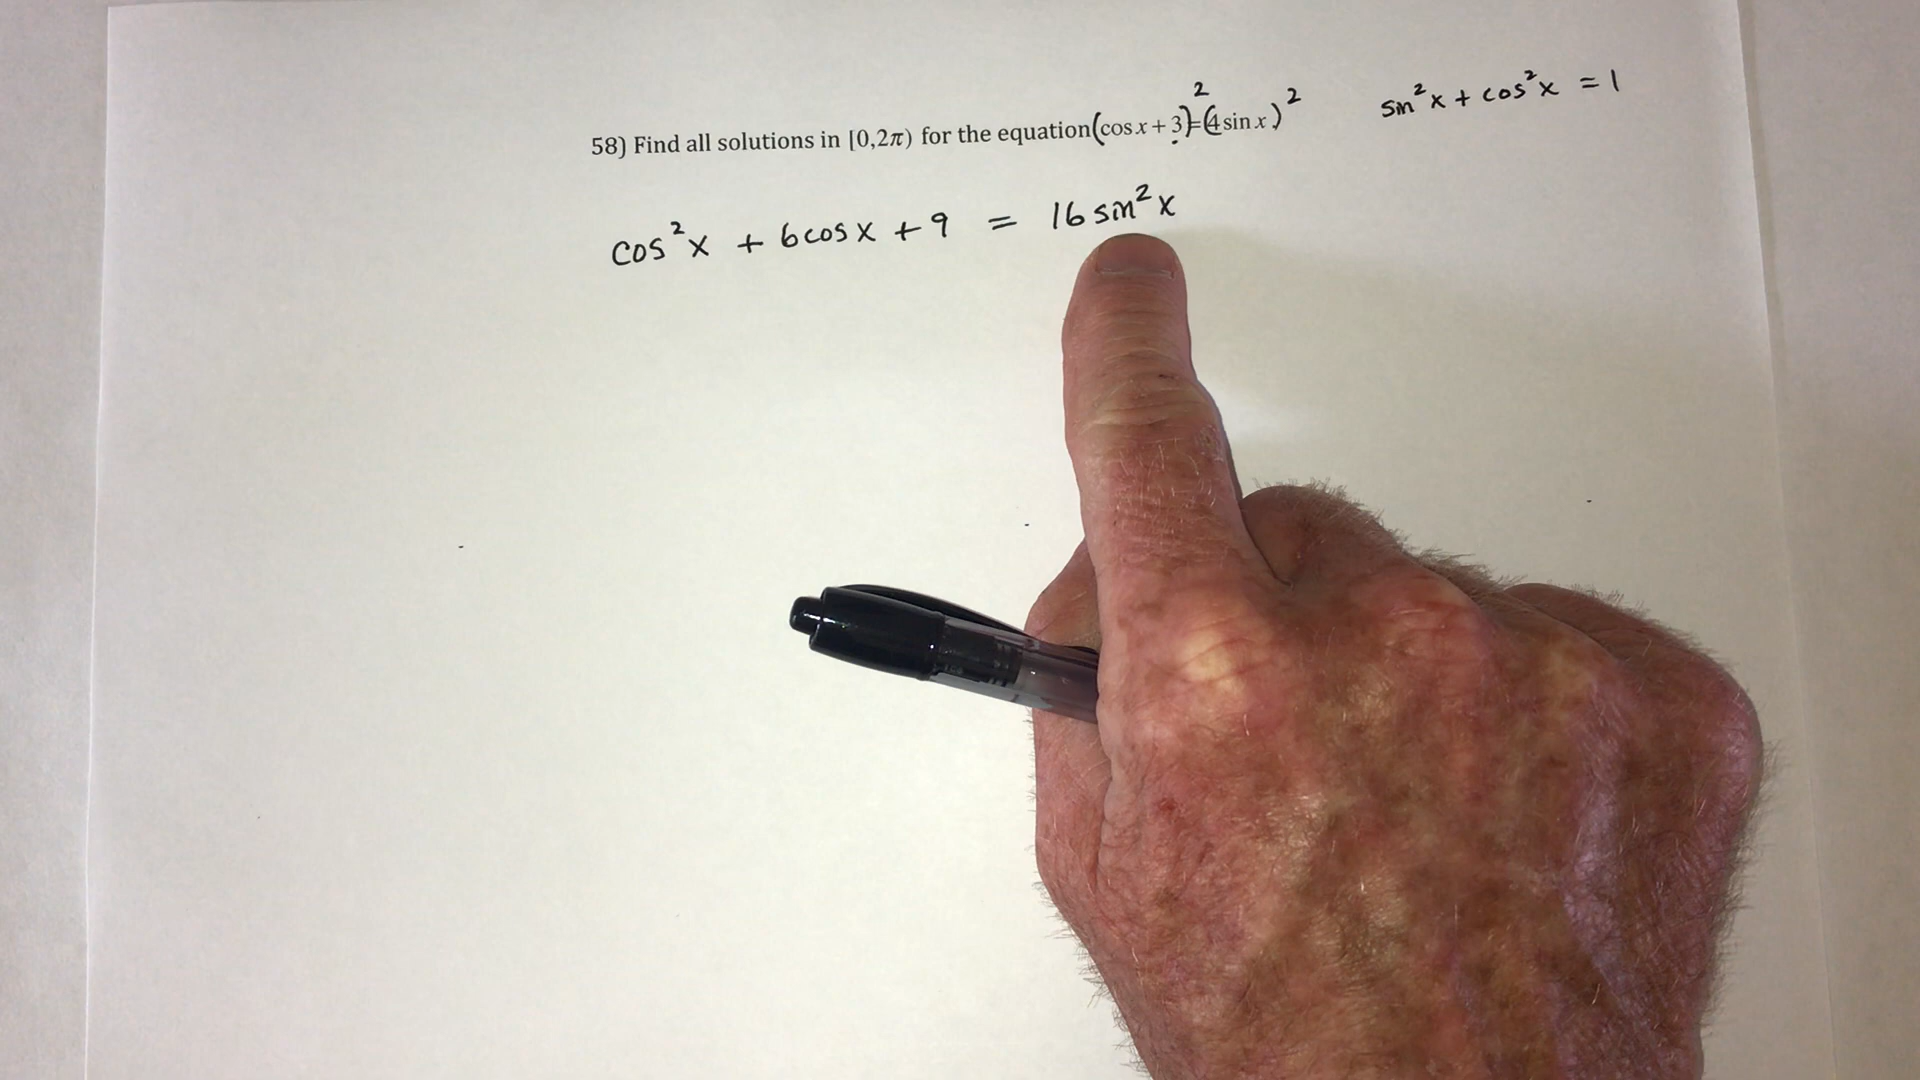 58) Find all solutions in [0,2π) for the equation (cos x + 3)² = (4 sin x)²
sin²x + cos²x = 1
cos²x + 6cosx + 9 = 16 sin²x